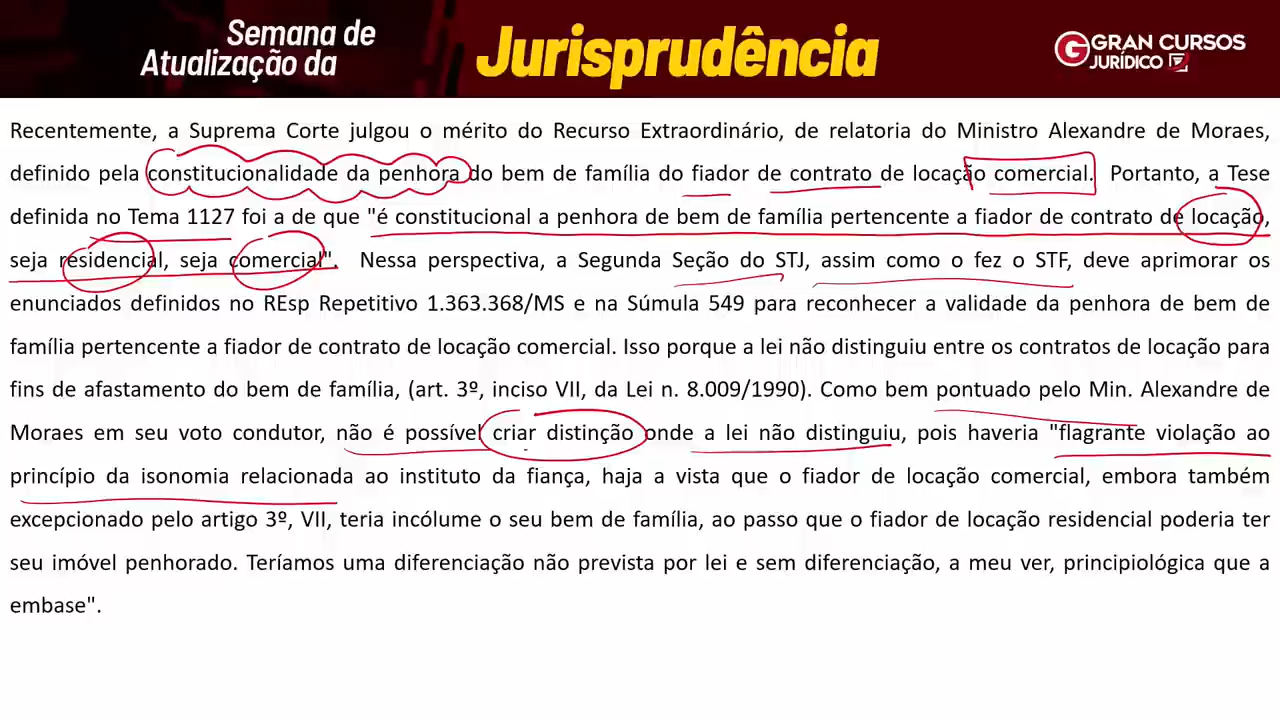 Semana de
Atualização da
Jurisprudência
GRAN CURSOS
JURÍDICO
Recentemente, a Suprema Corte julgou o mérito do Recurso Extraordinário, de relatoria do Ministro Alexandre de Moraes,
definido pela constitucionalidade da penhora do bem de família do fiador de contrato de locação comercial. Portanto, a Tese
definida no Tema 1127 foi a de que "é constitucional a penhora de bem de família pertencente a fiador de contrato de locação,
seja residencial, seja comercial". Nessa perspectiva, a Segunda Seção do STJ, assim como o fez o STF, deve aprimorar os
enunciados definidos no REsp Repetitivo 1.363.368/MS e na Súmula 549 para reconhecer a validade da penhora de bem de
família pertencente a fiador de contrato de locação comercial. Isso porque a lei não distinguiu entre os contratos de locação para
fins de afastamento do bem de família, (art. 3º, inciso VII, da Lei n. 8.009/1990). Como bem pontuado pelo Min. Alexandre de
Moraes em seu voto condutor, não é possível criar distinção onde a lei não distinguiu, pois haveria "flagrante violação ao
princípio da isonomia relacionada ao instituto da fiança, haja a vista que o fiador de locação comercial, embora também
excepcionado pelo artigo 3º, VII, teria incólume o seu bem de família, ao passo que o fiador de locação residencial poderia ter
seu imóvel penhorado. Teríamos uma diferenciação não prevista por lei e sem diferenciação, a meu ver, principiológica que a
embase".